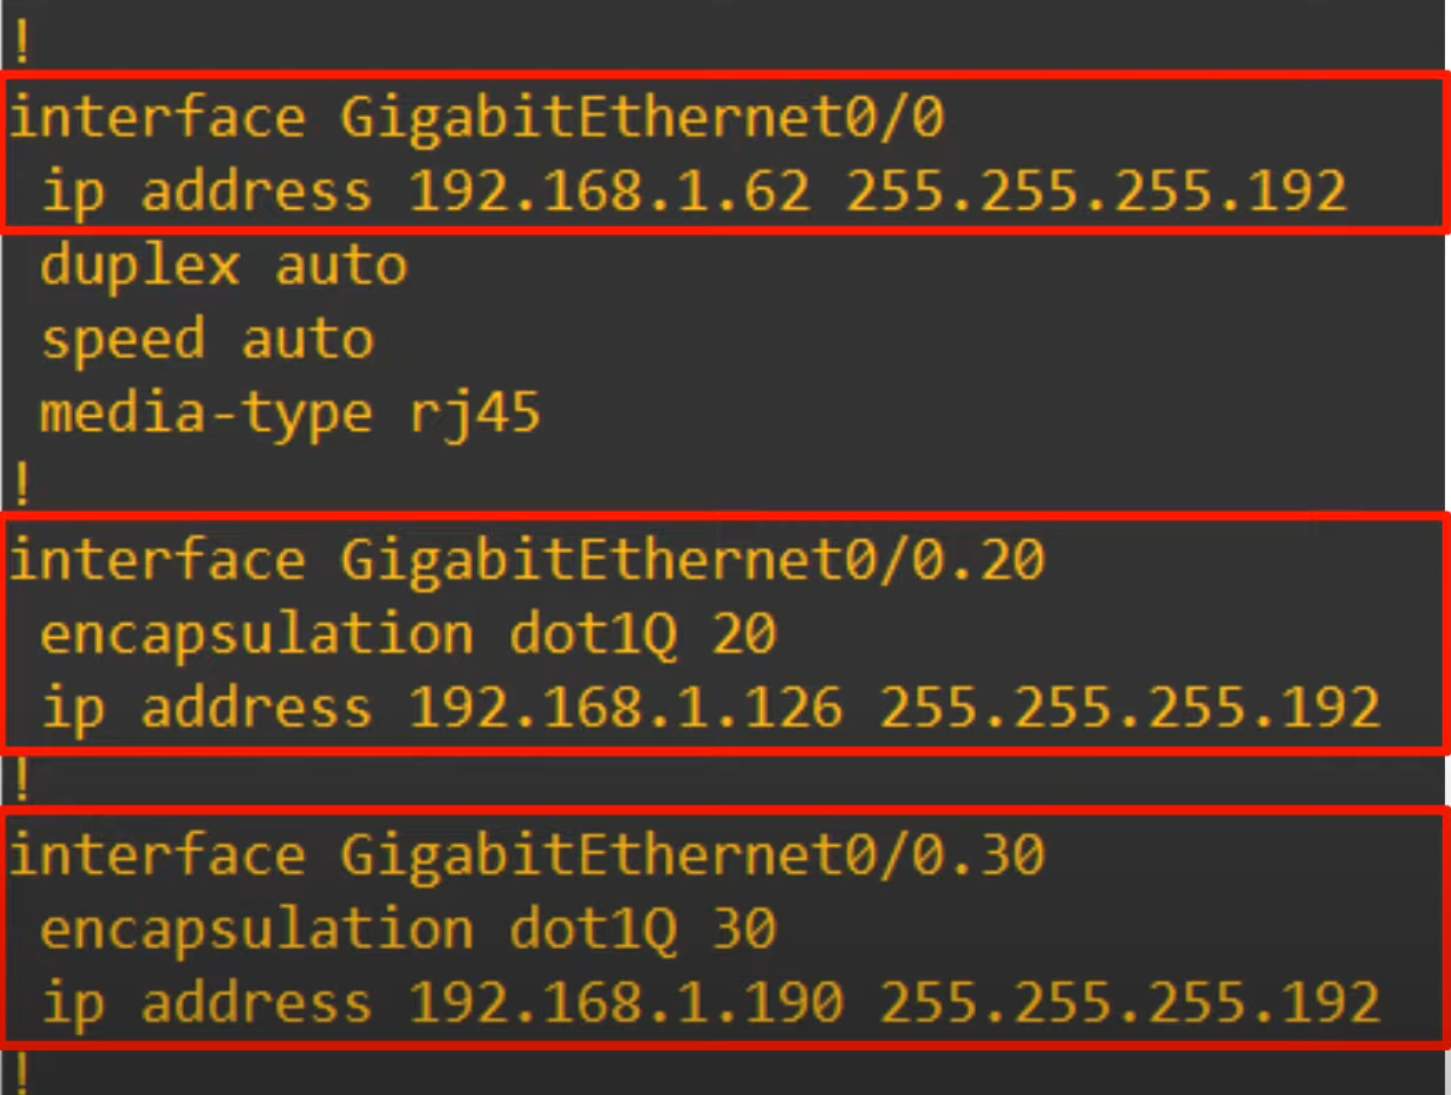 !
interface GigabitEthernet0/0
ip address 192.168.1.62 255.255.255.192
duplex auto
speed auto
media-type rj45
!
interface GigabitEthernet0/0.20
encapsulation dot1Q 20
ip address 192.168.1.126 255.255.255.192
!
interface GigabitEthernet0/0.30
encapsulation dot1Q 30
ip address 192.168.1.190 255.255.255.192
!